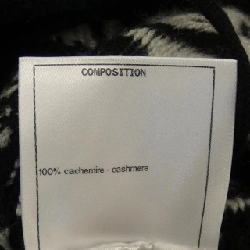 COMPOSITION
100% cachemire - cashmere